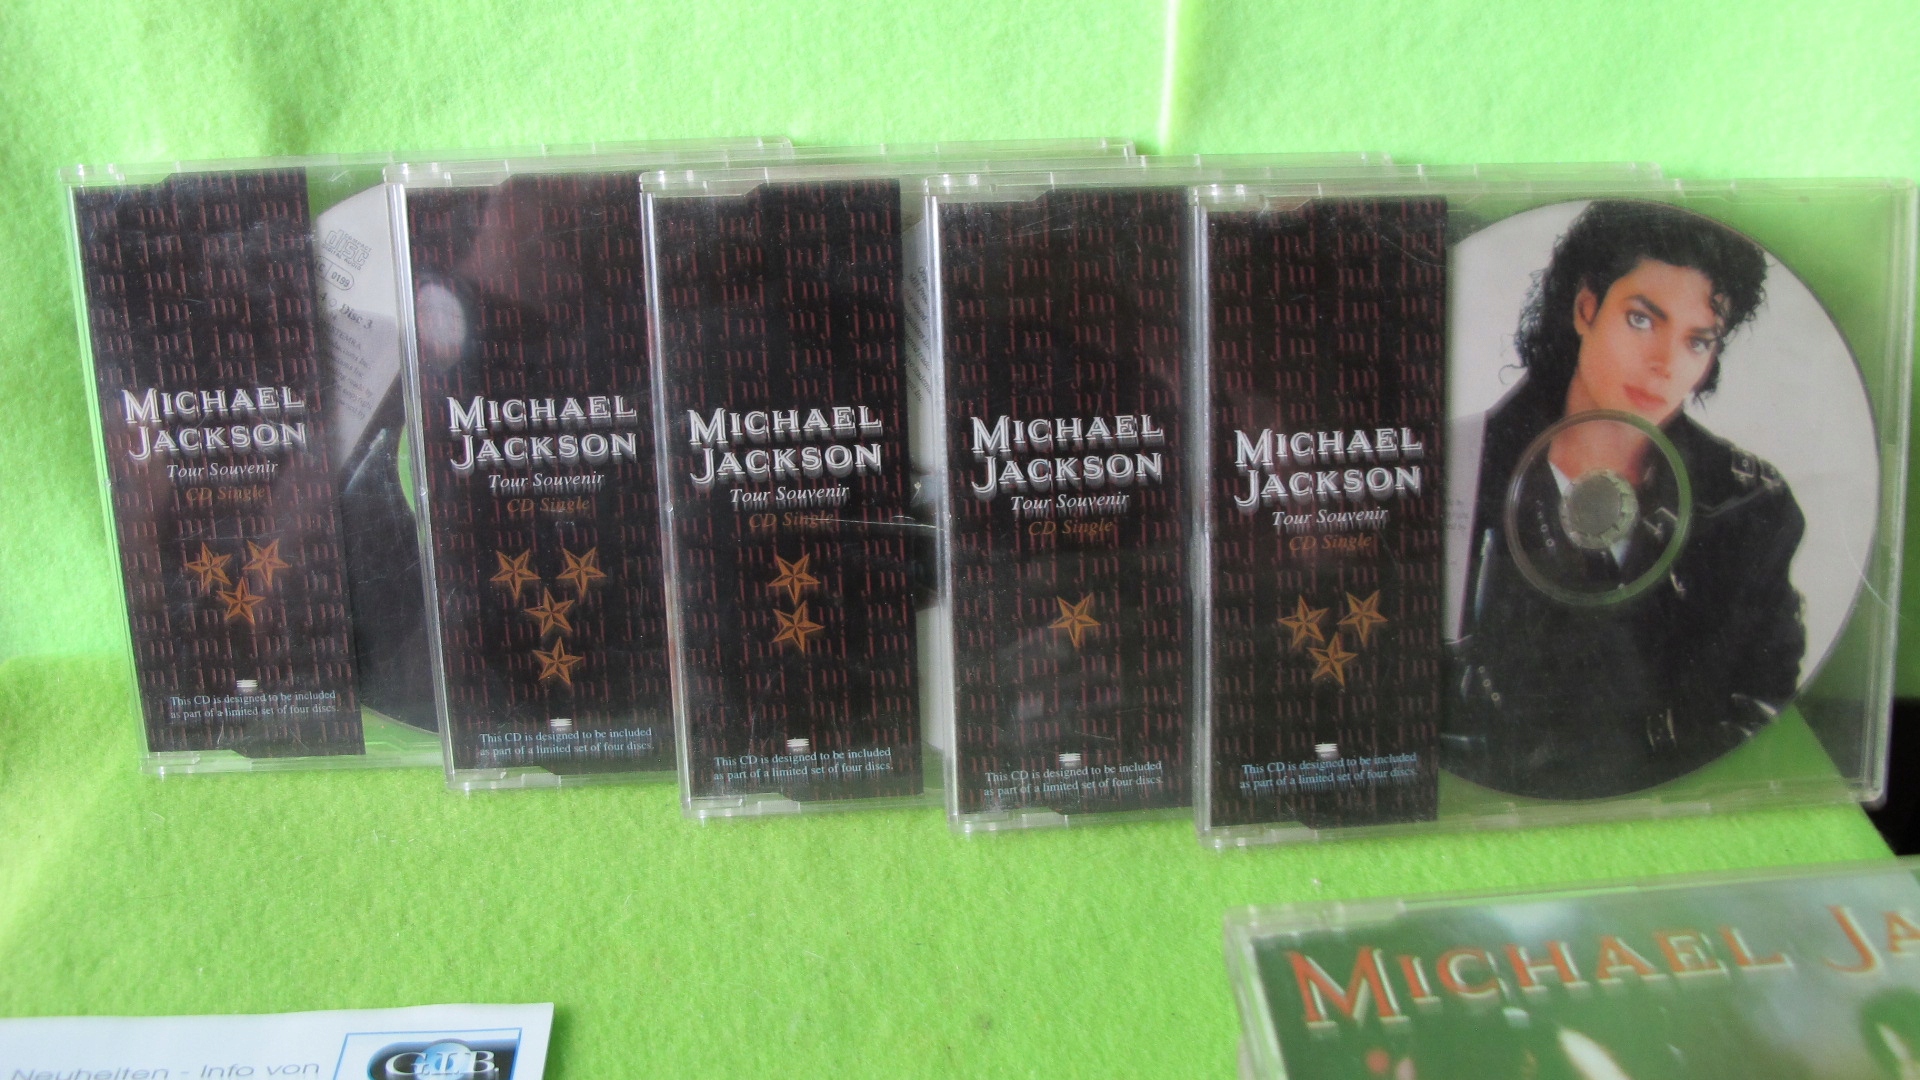 disc
DIGITAL AUDIO
0198
Disc 3
MICHAEL
JACKSON
Tour Souvenir
CD Single
This CD is designed to be included
as part of a limited set of four discs.
MICHAEL
JACKSON
Tour Souvenir
CD Single
This CD is designed to be included
as part of a limited set of four discs.
MICHAEL
JACKSON
Tour Souvenir
CD Single
This CD is designed to be included
as part of a limited set of four discs.
MICHAEL
JACKSON
Tour Souvenir
CD Single
This CD is designed to be included
as part of a limited set of four discs.
MICHAEL
JACKSON
Tour Souvenir
CD Single
This CD is designed to be included
as part of a limited set of four discs.
MICHAEL JA
Neuheiten - Info von
G.I.B.